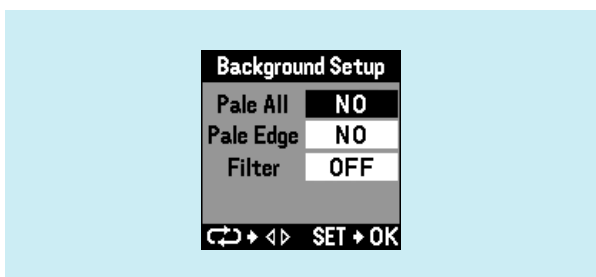 Background Setup
Pale All NO
Pale Edge NO
Filter OFF
SET → OK